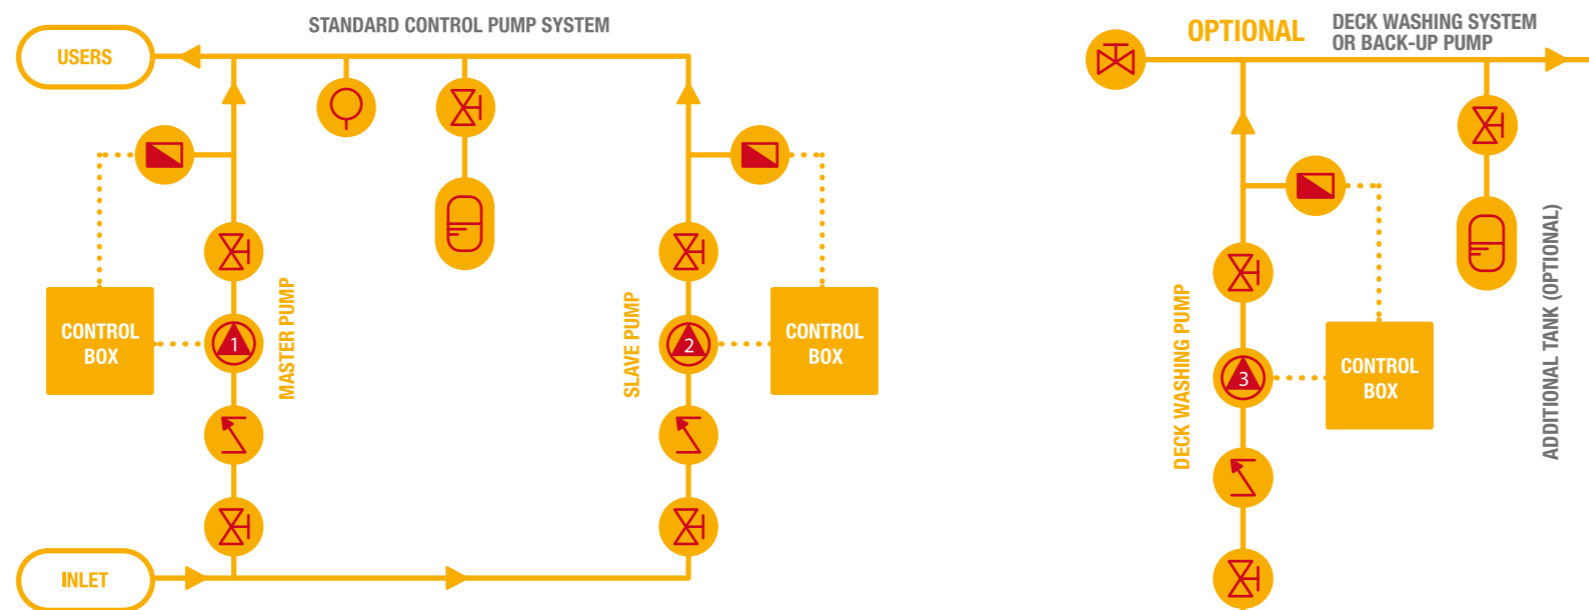 STANDARD CONTROL PUMP SYSTEM
USERS
CONTROL
BOX
1
MASTER PUMP
SLAVE PUMP
2
CONTROL
BOX
INLET
OPTIONAL
DECK WASHING SYSTEM
OR BACK-UP PUMP
DECK WASHING PUMP
3
CONTROL
BOX
ADDITIONAL TANK (OPTIONAL)